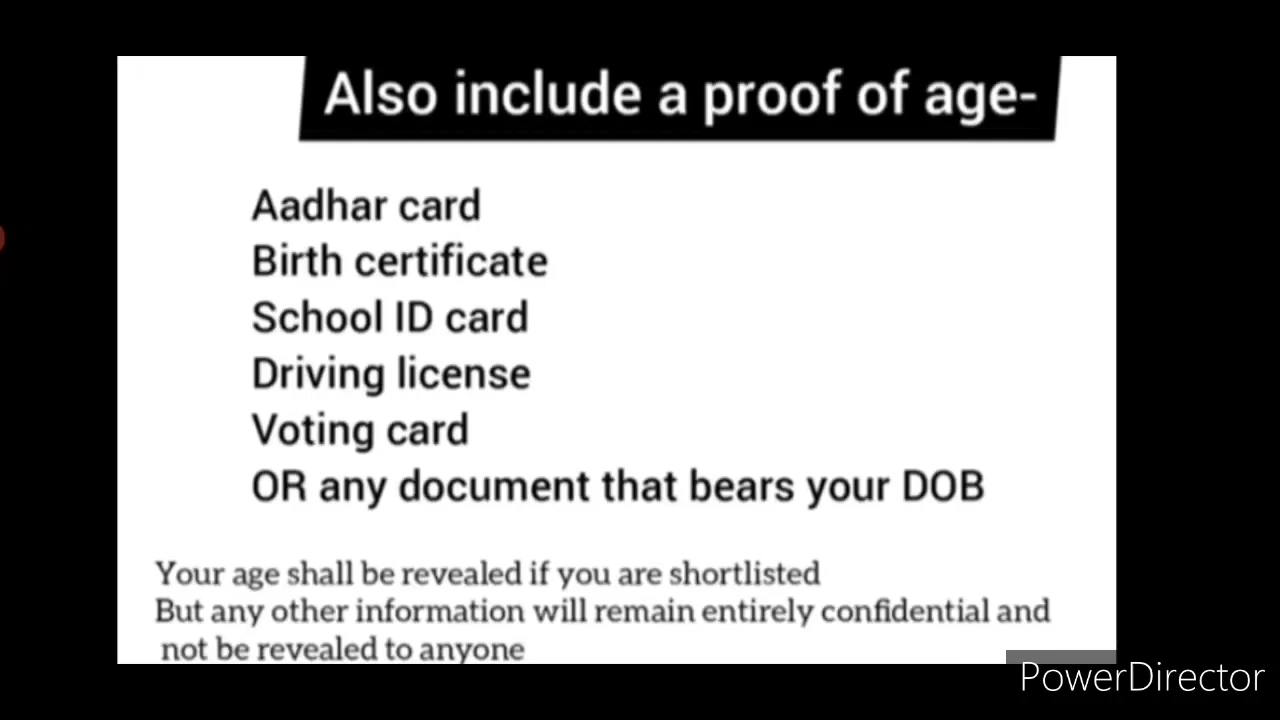 Also include a proof of age-
Aadhar card
Birth certificate
School ID card
Driving license
Voting card
OR any document that bears your DOB
Your age shall be revealed if you are shortlisted
But any other information will remain entirely confidential and
not be revealed to anyone
PowerDirector